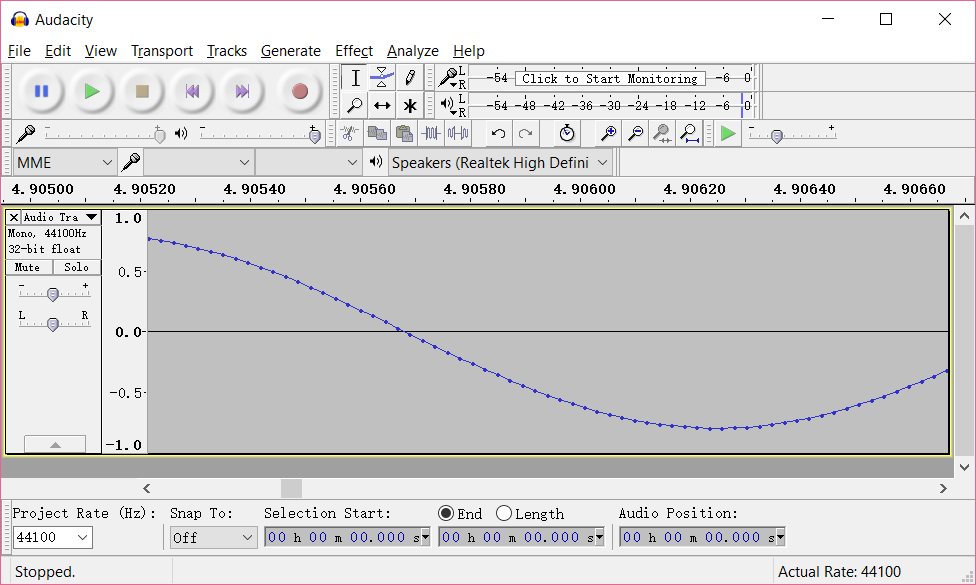 Audacity
File Edit View Transport Tracks Generate Effect Analyze Help
L
R
-54 Click to Start Monitoring -6 0
L
R
-54 -48 -42 -36 -30 -24 -18 -12 -6 0
- + - + - +
MME Speakers (Realtek High Defini
4.90500 4.90520 4.90540 4.90560 4.90580 4.90600 4.90620 4.90640 4.90660
Audio Tra
Mono, 44100Hz
32-bit float
Mute Solo
- +
L R
1.0
0.5
0.0
-0.5
-1.0
Project Rate (Hz): Snap To: Selection Start: End Length Audio Position:
44100 Off 00 h 00 m 00.000 s 00 h 00 m 00.000 s 00 h 00 m 00.000 s
Stopped. Actual Rate: 44100